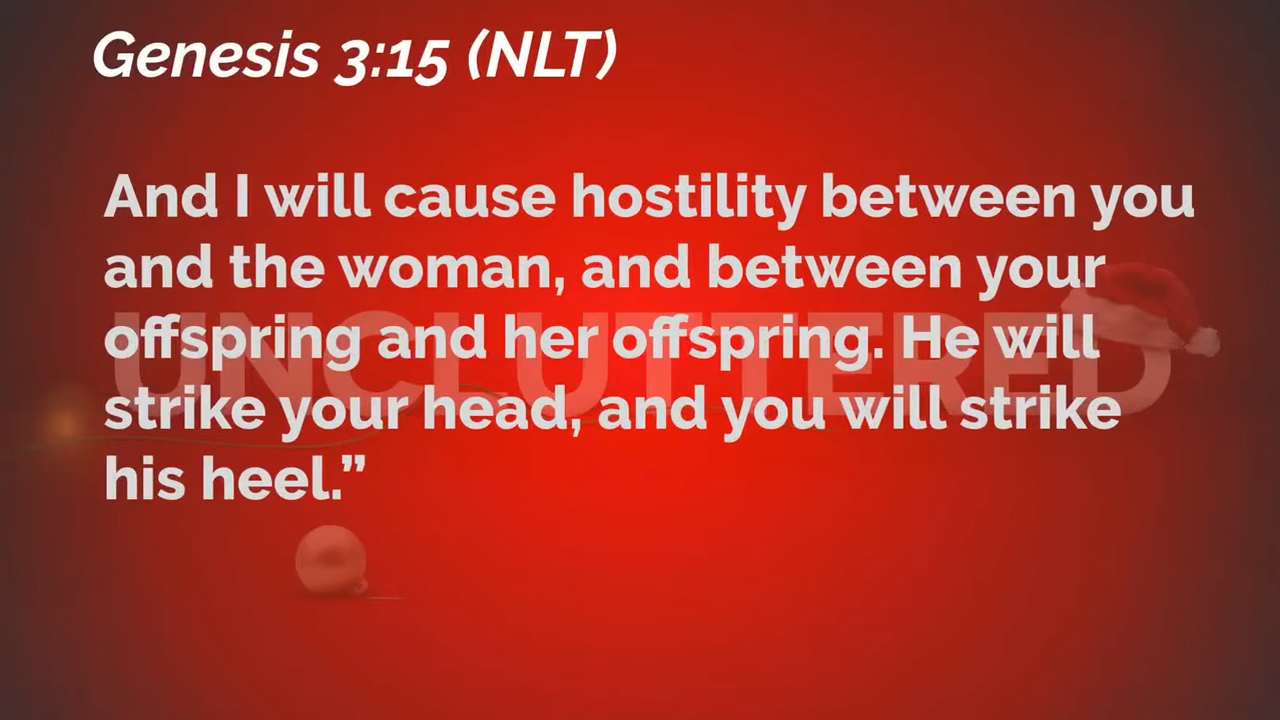 Genesis 3:15 (NLT)
And I will cause hostility between you
and the woman, and between your
offspring and her offspring. He will
strike your head, and you will strike
his heel.”
UNCLUTTERED